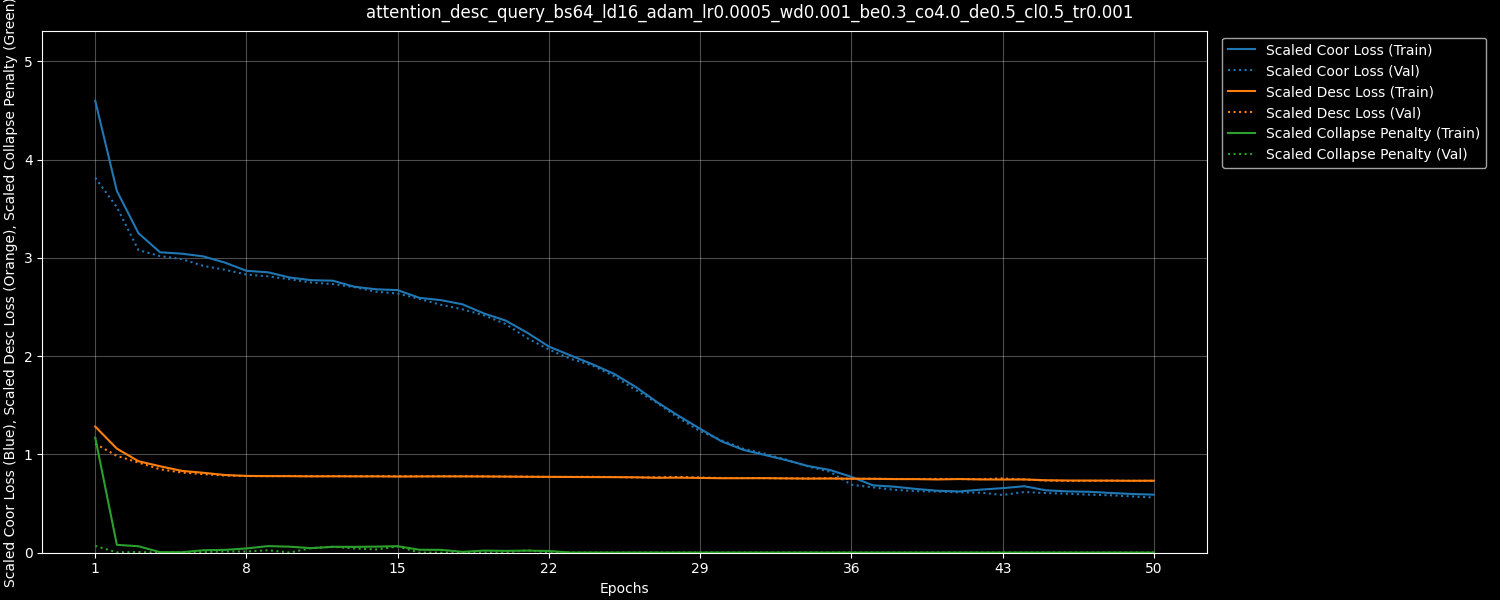 attention_desc_query_bs64_ld16_adam_lr0.0005_wd0.001_be0.3_co4.0_de0.5_cl0.5_tr0.001
Scaled Coor Loss (Blue), Scaled Desc Loss (Orange), Scaled Collapse Penalty (Green)
5
4
3
2
1
0
1 8 15 22 29 36 43 50
Epochs
Scaled Coor Loss (Train)
Scaled Coor Loss (Val)
Scaled Desc Loss (Train)
Scaled Desc Loss (Val)
Scaled Collapse Penalty (Train)
Scaled Collapse Penalty (Val)